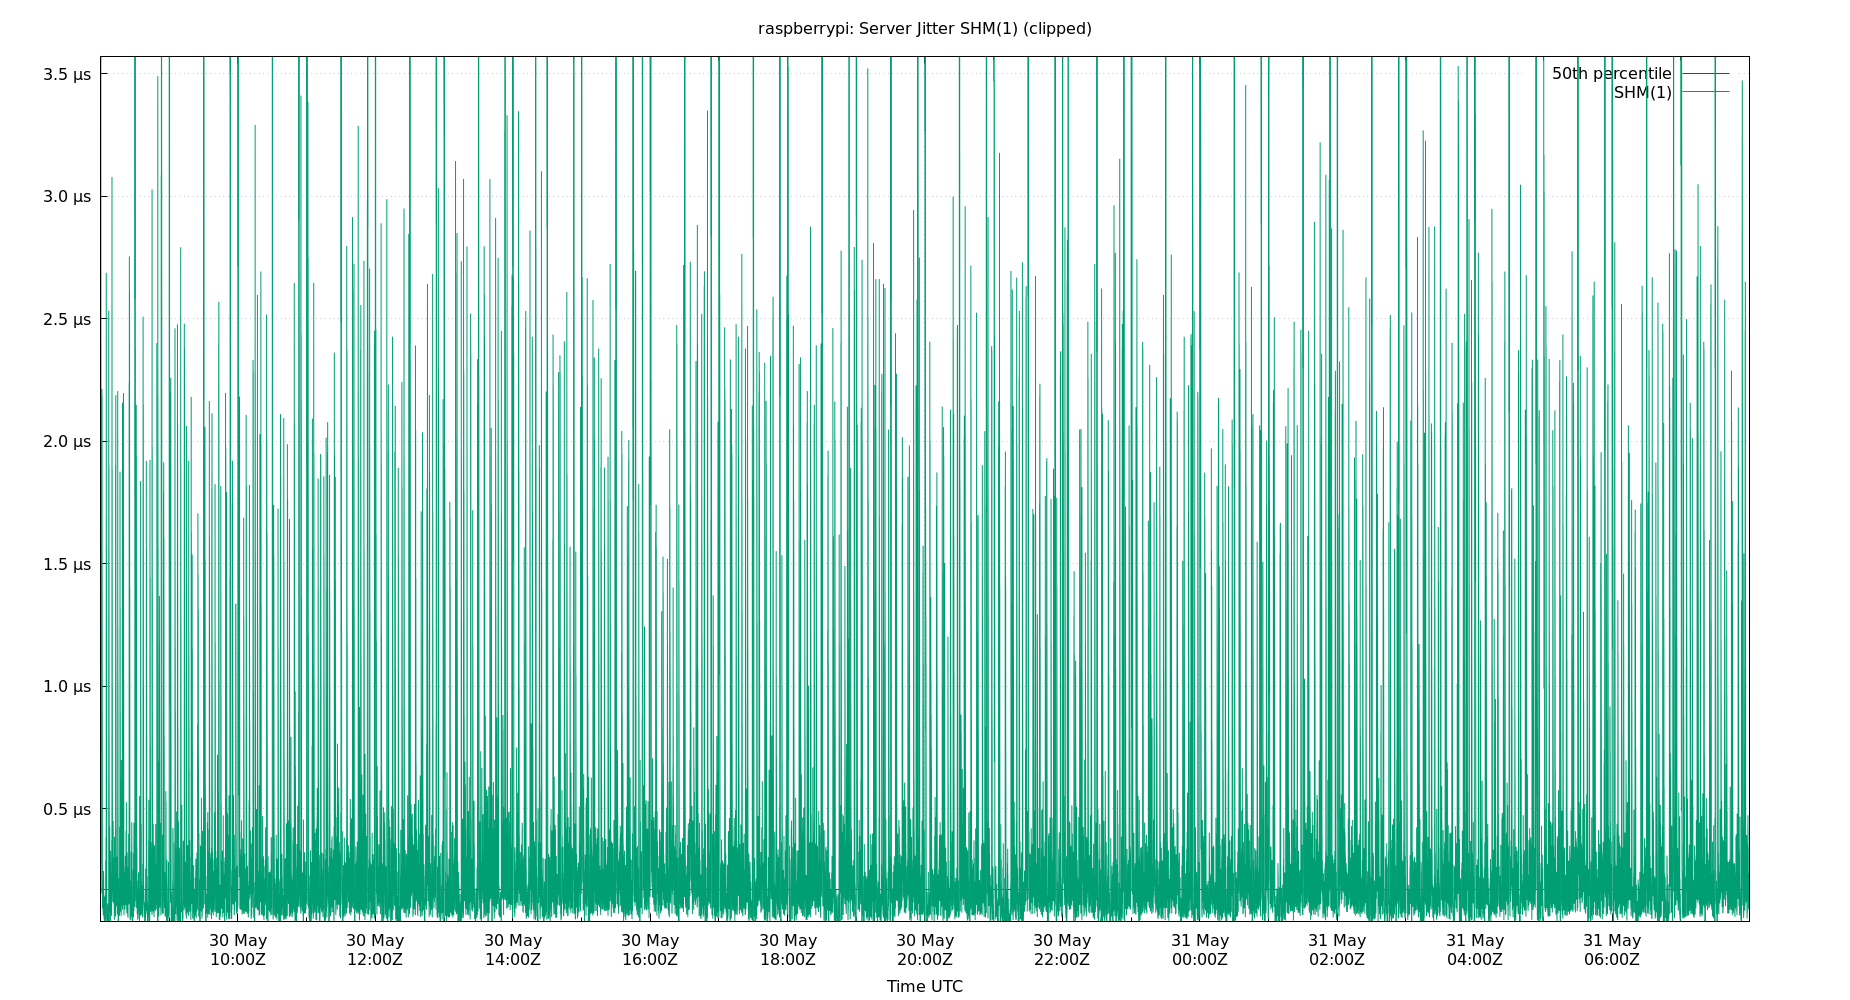 raspberrypi: Server Jitter SHM(1) (clipped)
3.5 µs
3.0 µs
2.5 µs
2.0 µs
1.5 µs
1.0 µs
0.5 µs
50th percentile
SHM(1)
30 May 30 May 30 May 30 May 30 May 30 May 30 May 31 May 31 May 31 May 31 May
10:00Z 12:00Z 14:00Z 16:00Z 18:00Z 20:00Z 22:00Z 00:00Z 02:00Z 04:00Z 06:00Z
Time UTC